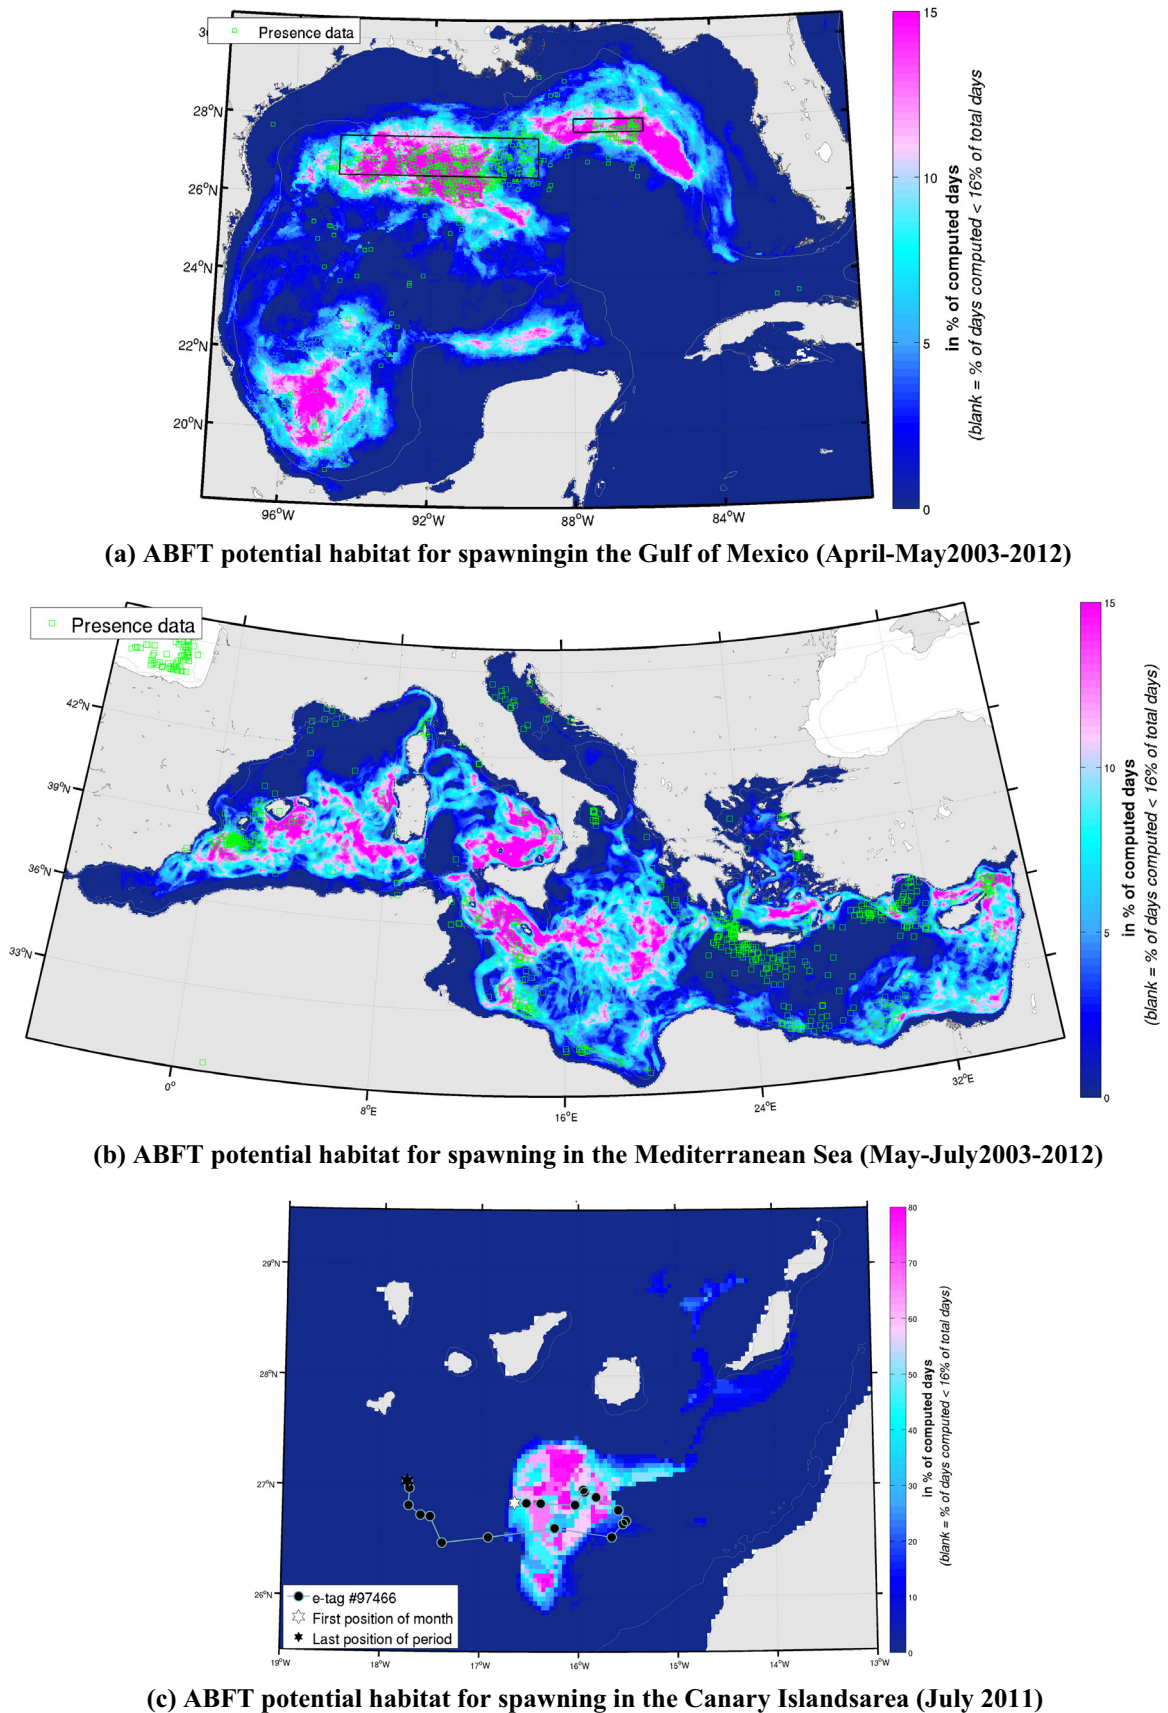 3
Presence data
28°N
26°N
24°N
22°N
20°N
96°W
92°W
88°W
84°W
15
10
5
0
in % of computed days
(blank = % of days computed < 16% of total days)
(a) ABFT potential habitat for spawningin the Gulf of Mexico (April-May2003-2012)
Presence data
42°N
39°N
36°N
33°N
0°
8°E
16°E
24°E
32°E
15
10
5
0
in % of computed days
(blank = % of days computed < 16% of total days)
(b) ABFT potential habitat for spawning in the Mediterranean Sea (May-July2003-2012)
29°N
28°N
27°N
26°N
e-tag #97466
First position of month
Last position of period
19°W
18°W
17°W
16°W
15°W
14°W
13°W
80
70
60
50
40
30
20
10
0
in % of computed days
(blank = % of days computed < 16% of total days)
(c) ABFT potential habitat for spawning in the Canary Islandsarea (July 2011)